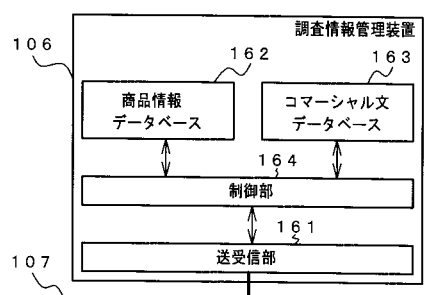 調査情報管理装置
106
162
163
商品情報
データベース
コマーシャル文
データベース
164
制御部
161
送受信部
107